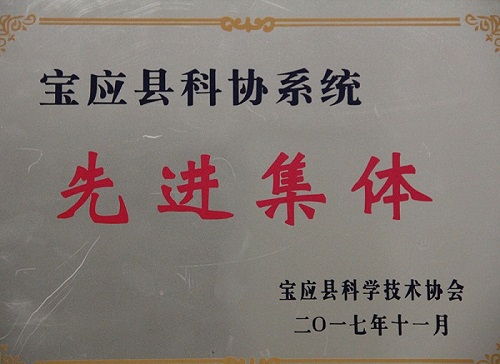 宝应县科协系统
先进集体
宝应县科学技术协会
二〇一七年十一月